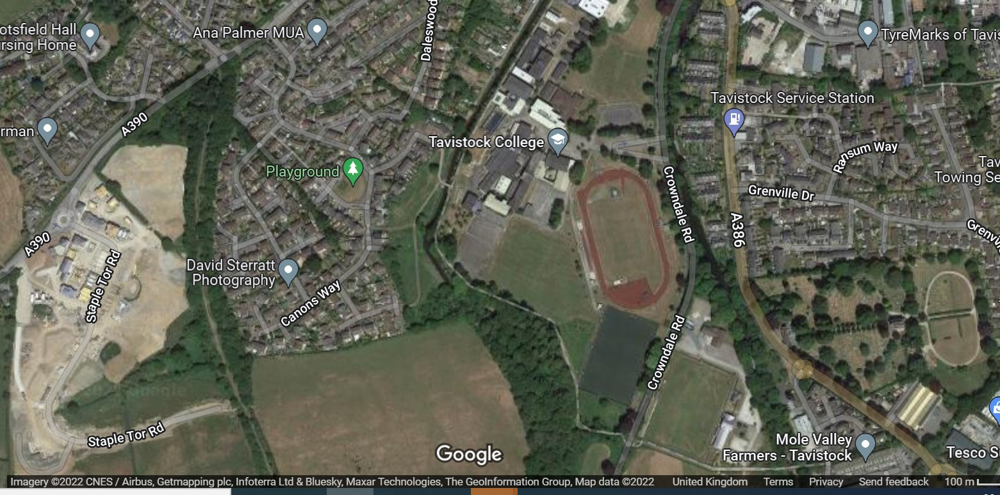 Daleswood
otsfield Hall
ursing Home
Ana Palmer MUA
TyreMarks of Tavis
Tavistock Service Station
rman
A390
Tavistock College
Ransum Way
Playground
Tav
Towing Se
Crowndale Rd
Grenville Dr
A390
A386
Grenvi
Staple Tor Rd
David Sterratt
Photography
Canons Way
Crowndale Rd
Staple Tor Rd
Mole Valley
Farmers - Tavistock
Tesco S
Google
Imagery ©2022 CNES / Airbus, Getmapping plc, Infoterra Ltd & Bluesky, Maxar Technologies, The GeoInformation Group, Map data ©2022 United Kingdom Terms Privacy Send feedback 100 m